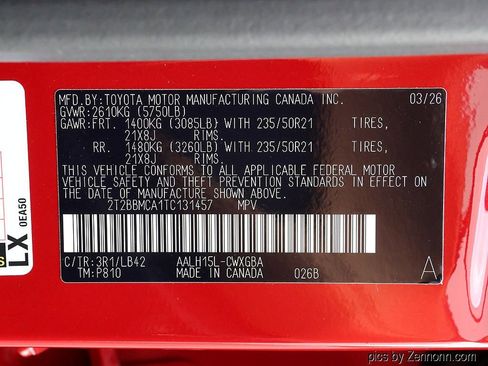 MFD.BY:TOYOTA MOTOR MANUFACTURING CANADA INC. 03/26
GVWR:2610KG (5750LB)
GAWR:FRT. 1400KG (3085LB) WITH 235/50R21 TIRES,
21X8J RIMS.
RR. 1480KG (3260LB) WITH 235/50R21 TIRES,
21X8J RIMS.
THIS VEHICLE CONFORMS TO ALL APPLICABLE FEDERAL MOTOR
VEHICLE SAFETY AND THEFT PREVENTION STANDARDS IN EFFECT
ON THE DATE OF MANUFACTURE SHOWN ABOVE.
2T2BBMCA1TC131457 MPV
C/TR:3R1/LB42 AALH15L-CWXGBA
TM:P810 MADE IN CANADA 026B A
LX 0EA50
pics by Zennonn.com